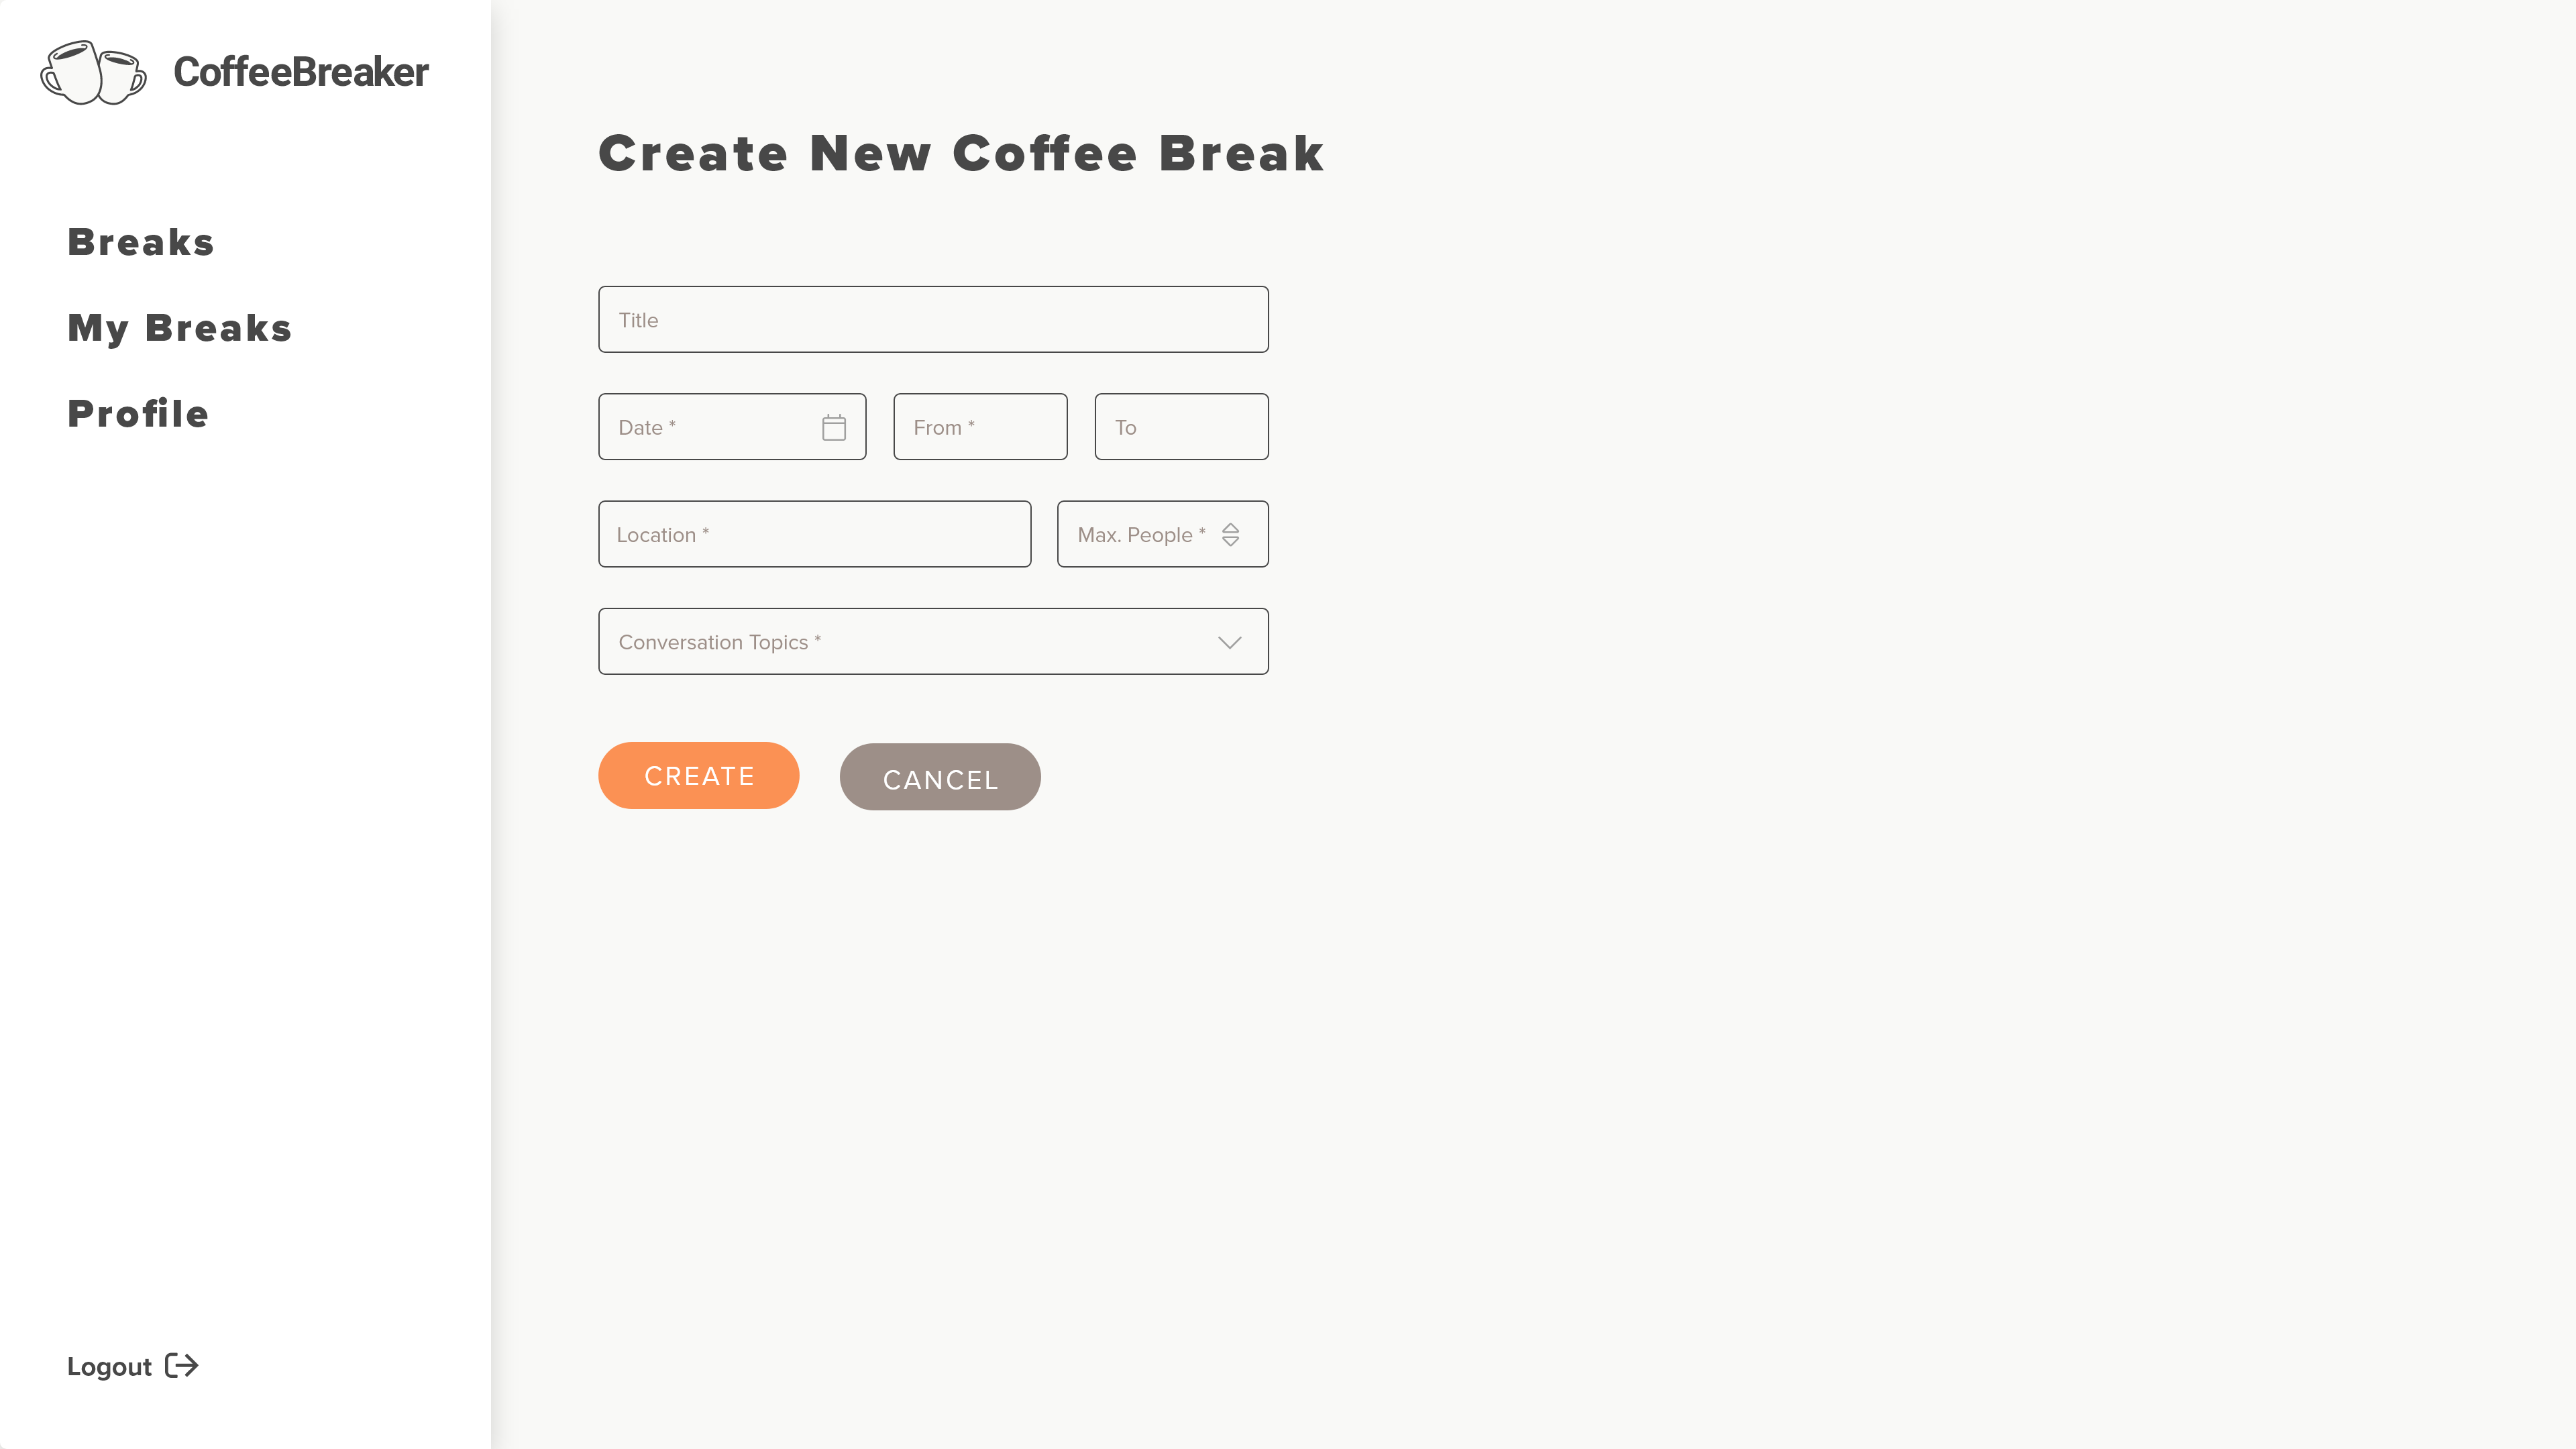 CoffeeBreaker
Breaks
My Breaks
Profile
Logout
Create New Coffee Break
Title
Date *
From *
To
Location *
Max. People *
Conversation Topics *
CREATE
CANCEL